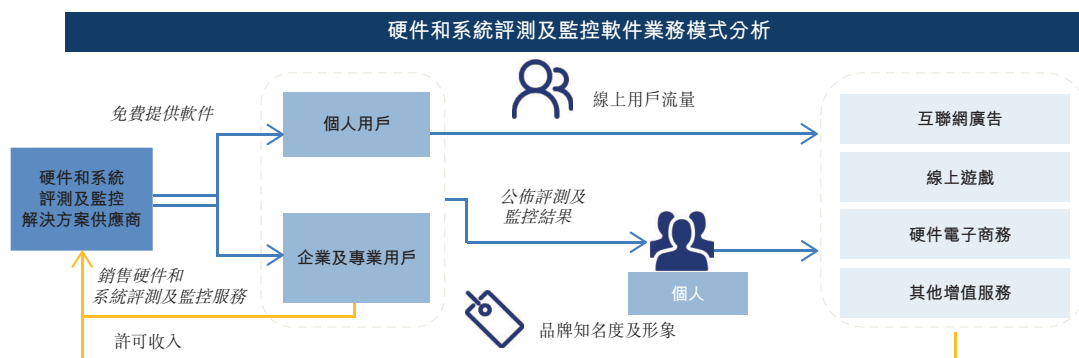 硬件和系統評測及監控軟件業務模式分析
線上用戶流量
免費提供軟件
個人用戶
互聯網廣告
硬件和系統
評測及監控
解決方案供應商
線上遊戲
公佈評測及
監控結果
企業及專業用戶
硬件電子商務
銷售硬件和
系統評測及監控服務
個人
其他增值服務
品牌知名度及形象
許可收入